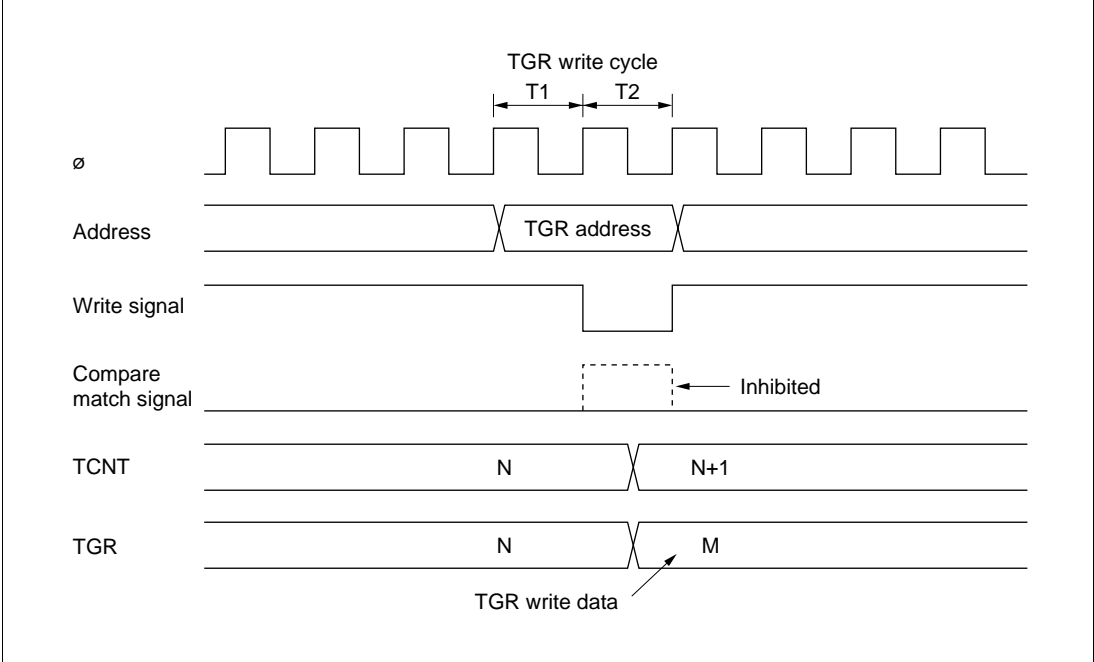 TGR write cycle
T1 T2
ø
Address TGR address
Write signal
Compare
match signal Inhibited
TCNT N N+1
TGR N M
TGR write data